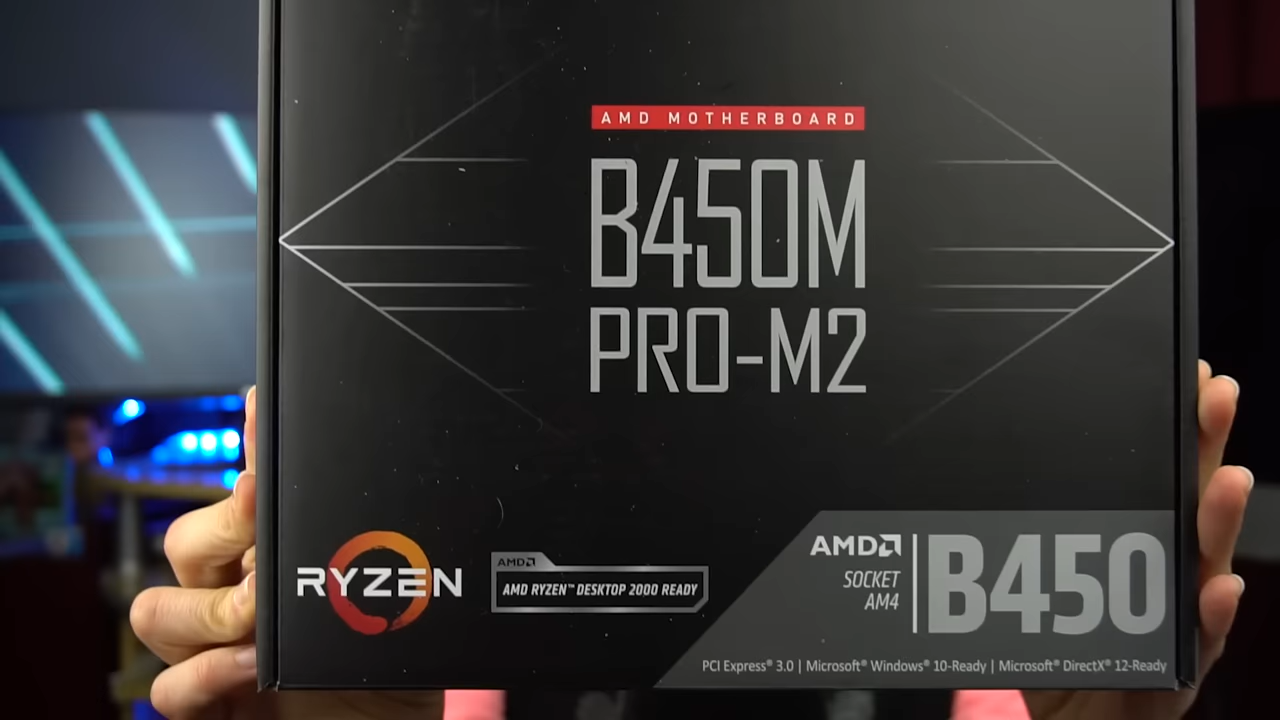 AMD MOTHERBOARD
B450M
PRO-M2
RYZEN
AMD
AMD RYZEN™ DESKTOP 2000 READY
AMD
SOCKET
AM4
B450
PCI Express® 3.0 | Microsoft® Windows® 10-Ready | Microsoft® DirectX® 12-Ready